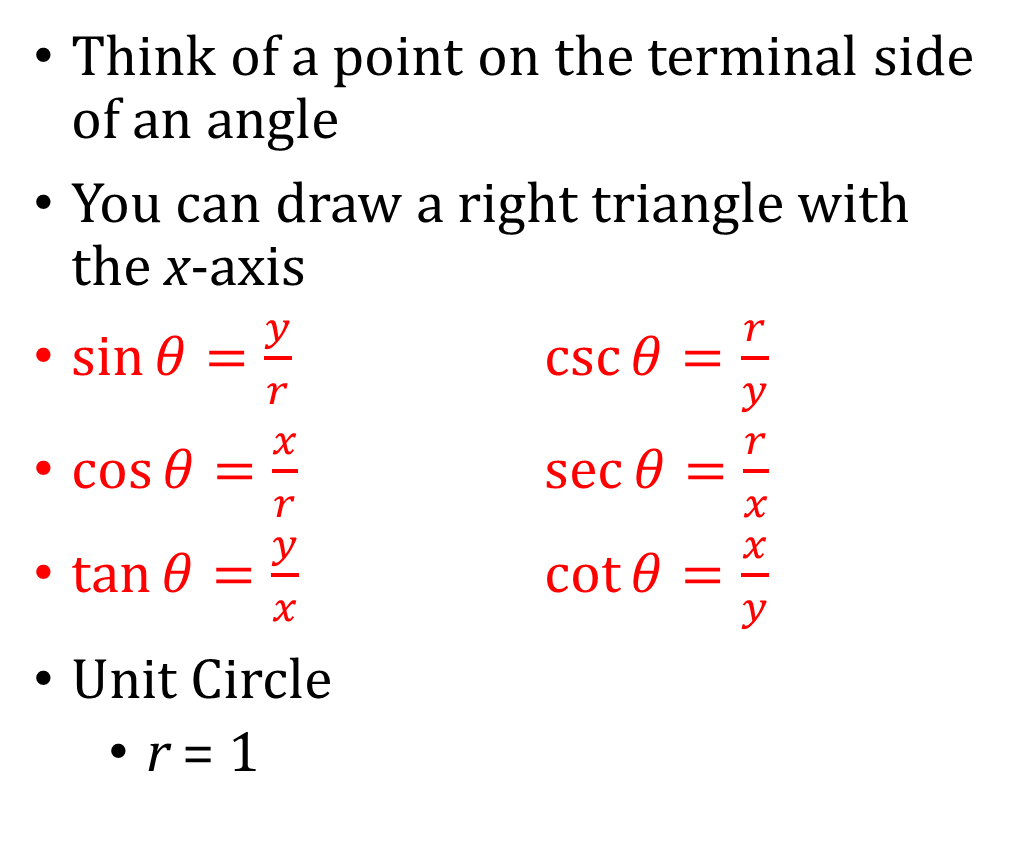 • Think of a point on the terminal side
of an angle
• You can draw a right triangle with
the x-axis
• sin θ = y/r csc θ = r/y
• cos θ = x/r sec θ = r/x
• tan θ = y/x cot θ = x/y
• Unit Circle
• r = 1